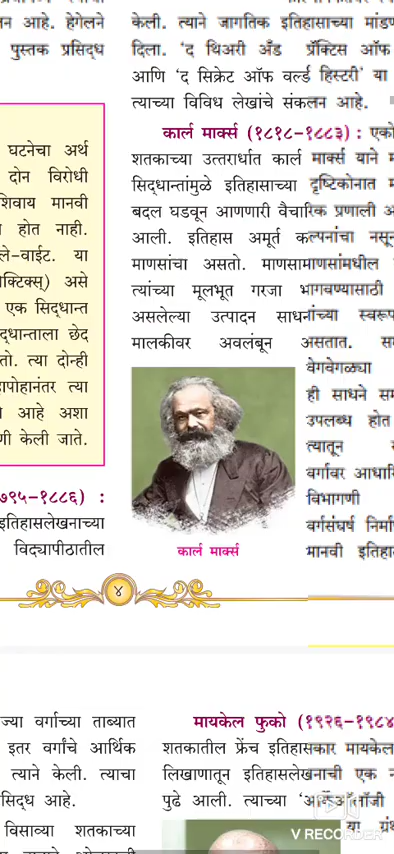 लन आहे. हेगेलने
पुस्तक प्रसिद्ध
घटनेचा अर्थ
दोन विरोधी
शिवाय मानवी
होत नाही.
ले-वाईट. या
क्टिक्स्) असे
एक सिद्धान्त
द्धान्ताला छेद
तो. त्या दोन्ही
हापोहानंतर त्या
आहे अशा
णी केली जाते.
७९५-१८८६) :
इतिहासलेखनाच्या
विद्यापीठातील
केली. त्याने जागतिक इतिहासाच्या मांडण
दिला. ‘द थिअरी अँड प्रॅक्टिस ऑफ
आणि ‘द सिक्रेट ऑफ वर्ल्ड हिस्टरी’ या
त्याच्या विविध लेखांचे संकलन आहे.
कार्ल मार्क्स (१८१८-१८८३) : एको
शतकाच्या उत्तरार्धात कार्ल मार्क्स याने म
सिद्धान्तांमुळे इतिहासाच्या दृष्टिकोनात म
बदल घडवून आणणारी वैचारिक प्रणाली अ
आली. इतिहास अमूर्त कल्पनांचा नसून
माणसांचा असतो. माणसामाणसांमधील
त्यांच्या मूलभूत गरजा भागवण्यासाठी
असलेल्या उत्पादन साधनांच्या स्वरूप
मालकीवर अवलंबून असतात. सम
वेगवेगळ्या
ही साधने सम
उपलब्ध होत
त्यातून स
वर्गावर आधारि
विभागणी
वर्गसंघर्ष निर्मा
मानवी इतिहा
कार्ल मार्क्स
४
ज्या वर्गाच्या ताब्यात
इतर वर्गांचे आर्थिक
त्याने केली. त्याचा
सिद्ध आहे.
विसाव्या शतकाच्या
मायकेल फुको (१९२६-१९८४
शतकातील फ्रेंच इतिहासकार मायकेल
लिखाणातून इतिहासलेखनाची एक न
पुढे आली. त्याच्या ‘आर्केऑलॉजी
या ग्रंथ
V RECORDER